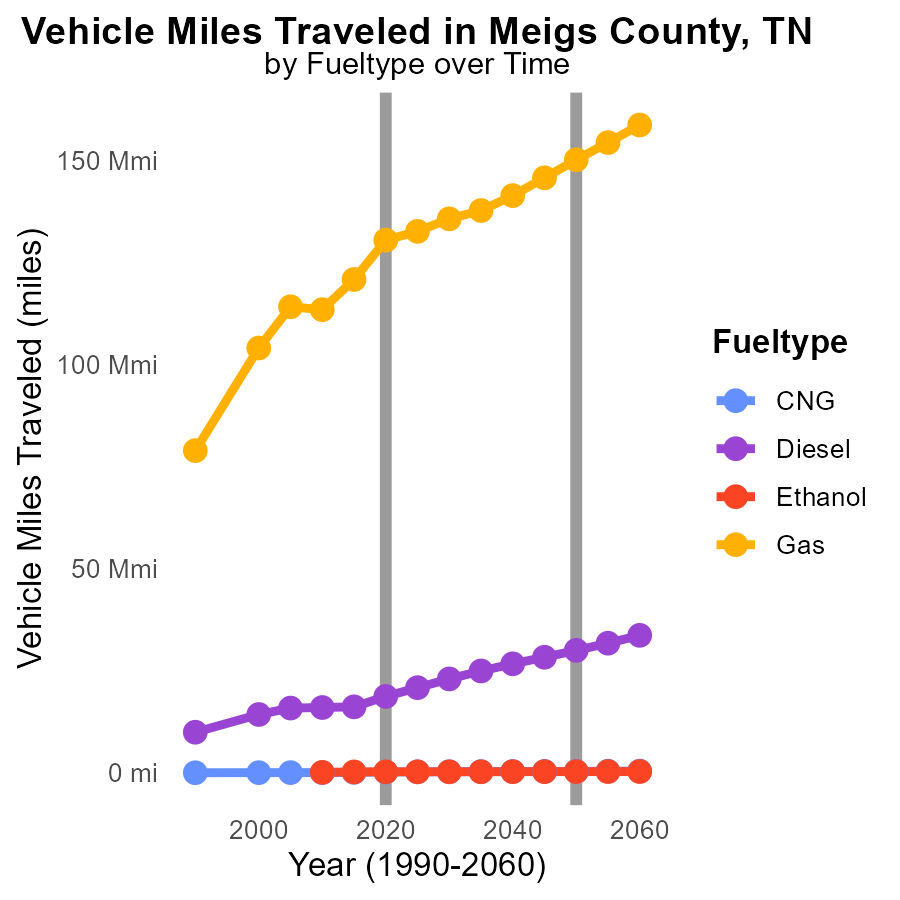 Vehicle Miles Traveled in Meigs County, TN
by Fueltype over Time
Vehicle Miles Traveled (miles)
150 Mmi
100 Mmi
50 Mmi
0 mi
2000
2020
2040
2060
Year (1990-2060)
Fueltype
CNG
Diesel
Ethanol
Gas